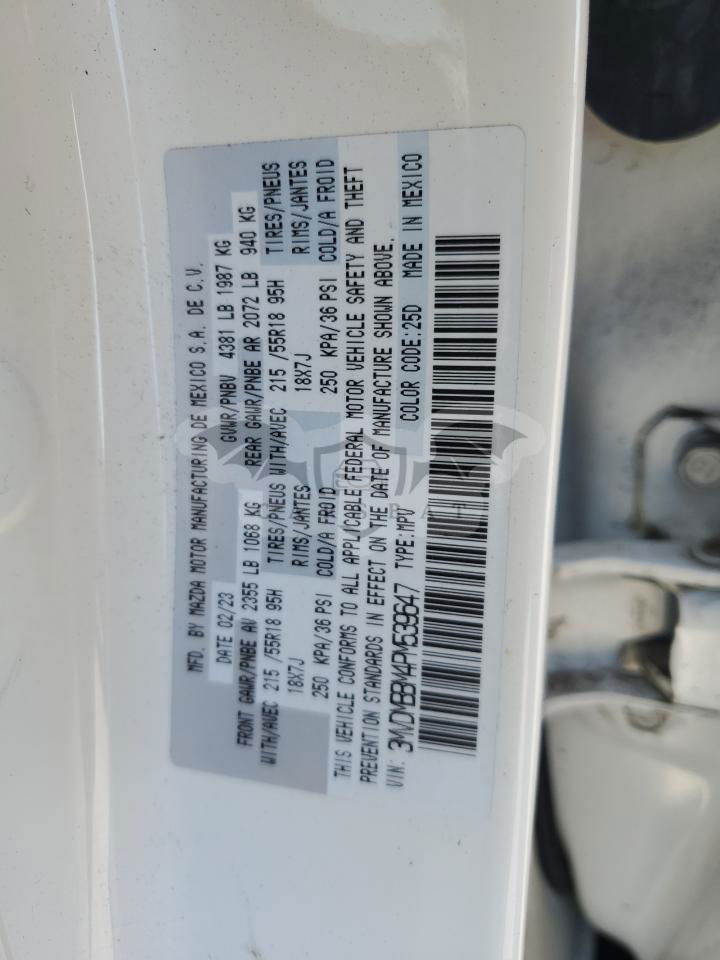 MFD. BY MAZDA MOTOR MANUFACTURING DE MEXICO S.A. DE C.V.
DATE 02/23 GVWR/PNBV 4381 LB 1987 KG
FRONT GAWR/PNBE AV 2355 LB 1068 KG REAR GAWR/PNBE AR 2072 LB 940 KG
WITH/AVEC 215 /55R18 95H TIRES/PNEUS WITH/AVEC 215 /55R18 95H TIRES/PNEUS
18X7J RIMS/JANTES 18X7J RIMS/JANTES
250 KPA/36 PSI COLD/A FROID 250 KPA/36 PSI COLD/A FROID
THIS VEHICLE CONFORMS TO ALL APPLICABLE FEDERAL MOTOR VEHICLE SAFETY AND THEFT
PREVENTION STANDARDS IN EFFECT ON THE DATE OF MANUFACTURE SHOWN ABOVE.
VIN: 3MVDMBBM4PM539647 TYPE:MPV COLOR CODE:25D MADE IN MEXICO